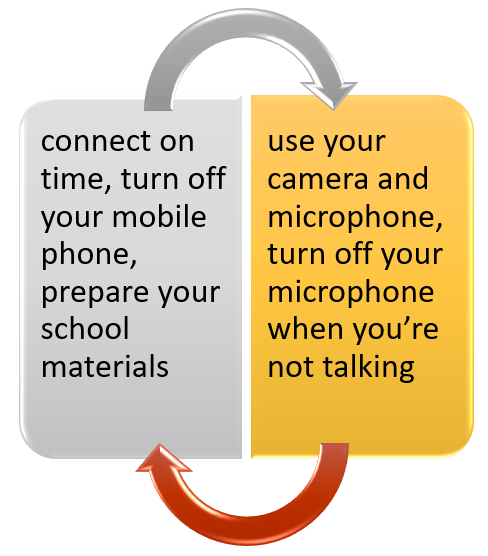 connect on
time, turn off
your mobile
phone,
prepare your
school
materials
use your
camera and
microphone,
turn off your
microphone
when you’re
not talking